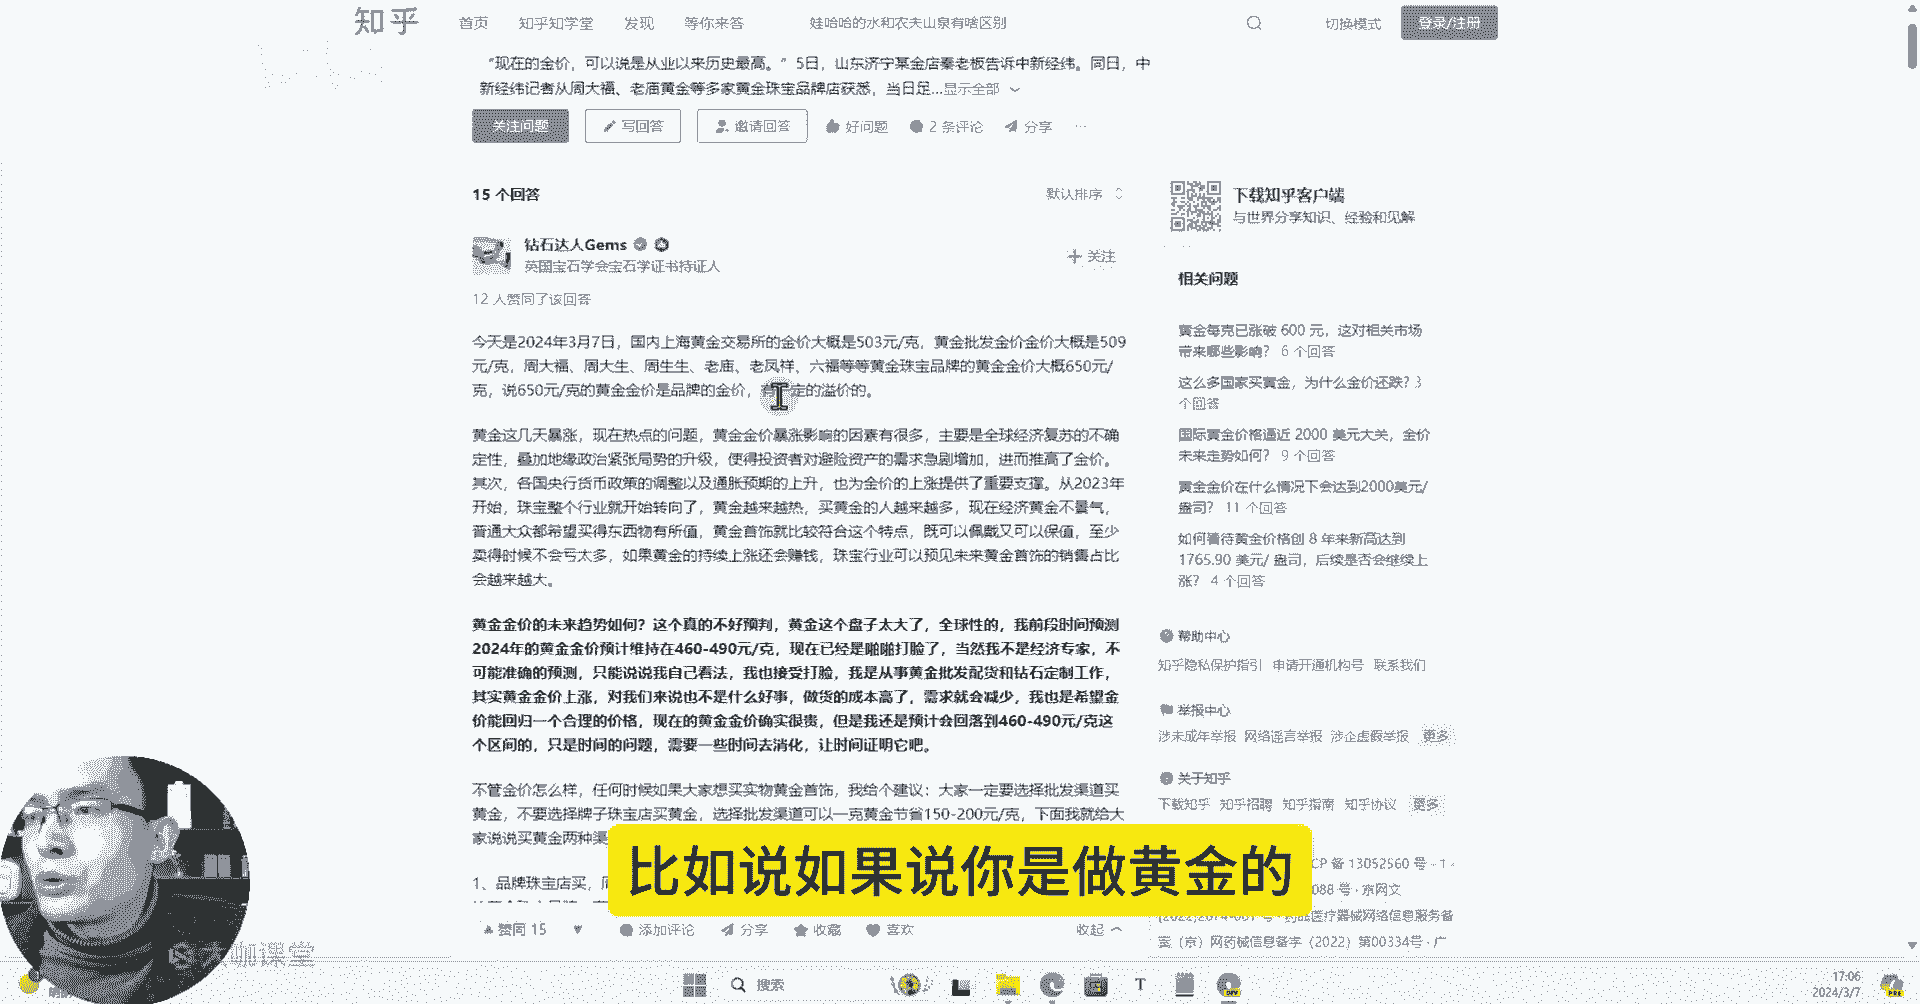 知乎
首页 知乎知学堂 发现 等你来答 娃哈哈的水和农夫山泉有啥区别 切换模式 登录/注册
“现在的金价，可以说是从业以来历史最高。”5日，山东济宁某金店秦老板告诉中新经纬。同日，中
新经纬记者从周大福、老庙黄金等多家黄金珠宝品牌店获悉，当日足...显示全部
关注问题 写回答 邀请回答 好问题 2 条评论 分享 ...
15 个回答 默认排序
钻石达人Gems
英国宝石学会宝石学证书持证人
+ 关注
12 人赞同了该回答
今天是2024年3月7日，国内上海黄金交易所的金价大概是503元/克，黄金批发金价金价大概是509
元/克，周大福、周大生、周生生、老庙、老凤祥、六福等等黄金珠宝品牌的黄金金价大概650元/
克，说650元/克的黄金金价是品牌的金价，有定的溢价的。
黄金这几天暴涨，现在热点的问题，黄金金价暴涨影响的因素有很多，主要是全球经济复苏的不确
定性，叠加地缘政治紧张局势的升级，使得投资者对避险资产的需求急剧增加，进而推高了金价。
其次，各国央行货币政策的调整以及通胀预期的上升，也为金价的上涨提供了重要支撑。从2023年
开始，珠宝整个行业就开始转向了，黄金越来越热，买黄金的人越来越多，现在经济黄金不景气，
普通大众都希望买得东西物有所值，黄金首饰就比较符合这个特点，既可以佩戴又可以保值，至少
卖得时候不会亏太多，如果黄金的持续上涨还会赚钱，珠宝行业可以预见未来黄金首饰的销售占比
会越来越大。
黄金金价的未来趋势如何？这个真的不好预判，黄金这个盘子太大了，全球性的，我前段时间预测
2024年的黄金金价预计维持在460-490元/克，现在已经是啪啪打脸了，当然我不是经济专家，不
可能准确的预测，只能说说我自己看法，我也接受打脸，我是从事黄金批发配货和钻石定制工作，
其实黄金金价上涨，对我们来说也不是什么好事，做货的成本高了，需求就会减少，我也是希望金
价能回归一个合理的价格，现在的黄金金价确实很贵，但是我还是预计会回落到460-490元/克这
个区间的，只是时间的问题，需要一些时间去消化，让时间证明它吧。
不管金价怎么样，任何时候如果大家想买实物黄金首饰，我给个建议：大家一定要选择批发渠道买
黄金，不要选择牌子珠宝店买黄金，选择批发渠道可以一克黄金节省150-200元/克，下面我就给大
家说说买黄金两种渠
1、品牌珠宝店买，
赞同 15 添加评论 分享 收藏 喜欢 收起
下载知乎客户端
与世界分享知识、经验和见解
相关问题
黄金每克已涨破 600 元，这对相关市场
带来哪些影响？ 6 个回答
这么多国家买黄金，为什么金价还跌？3
个回答
国际黄金价格逼近 2000 美元大关，金价
未来走势如何？ 9 个回答
黄金金价在什么情况下会达到2000美元/
盎司？ 11 个回答
如何看待黄金价格创 8 年来新高达到
1765.90 美元/ 盎司，后续是否会继续上
涨？ 4 个回答
帮助中心
知乎隐私保护指引 申请开通机构号 联系我们
举报中心
涉未成年举报 网络谣言举报 涉企虚假举报 更多
关于知乎
下载知乎 知乎招聘 知乎指南 知乎协议 更多
CP 备 13052560 号 - 1 ·
088 号 · 京网文
药品医疗器械网络信息服务备
案（京）网药械信息备字（2022）第00334号 · 广
比如说如果说你是做黄金的
大咖课堂
搜索
17:06
2024/3/7